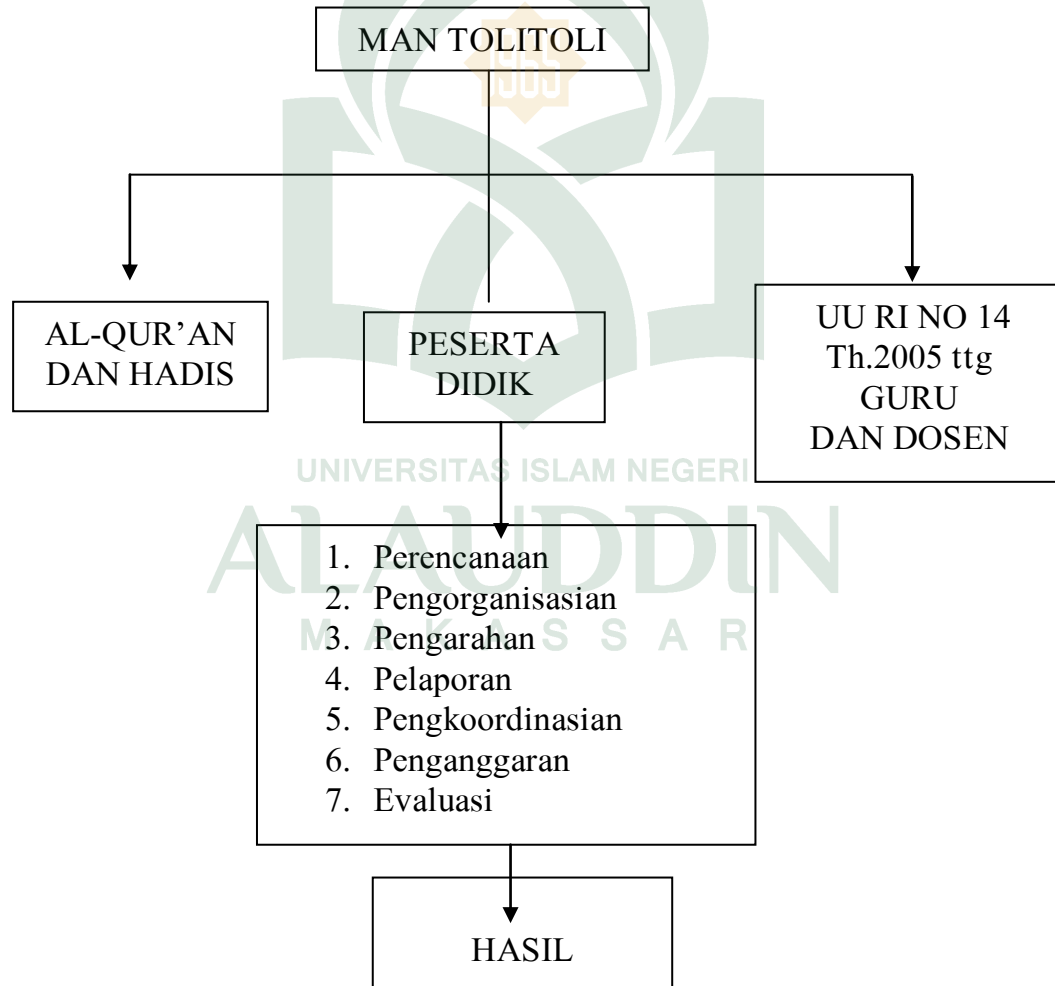 MAN TOLITOLI
1965
AL-QUR’AN
DAN HADIS
PESERTA
DIDIK
UU RI NO 14
Th.2005 ttg
GURU
DAN DOSEN
UNIVERSITAS ISLAM NEGERI
ALAUDDIN
MAKASSAR
1. Perencanaan
2. Pengorganisasian
3. Pengarahan
4. Pelaporan
5. Pengkoordinasian
6. Penganggaran
7. Evaluasi
HASIL